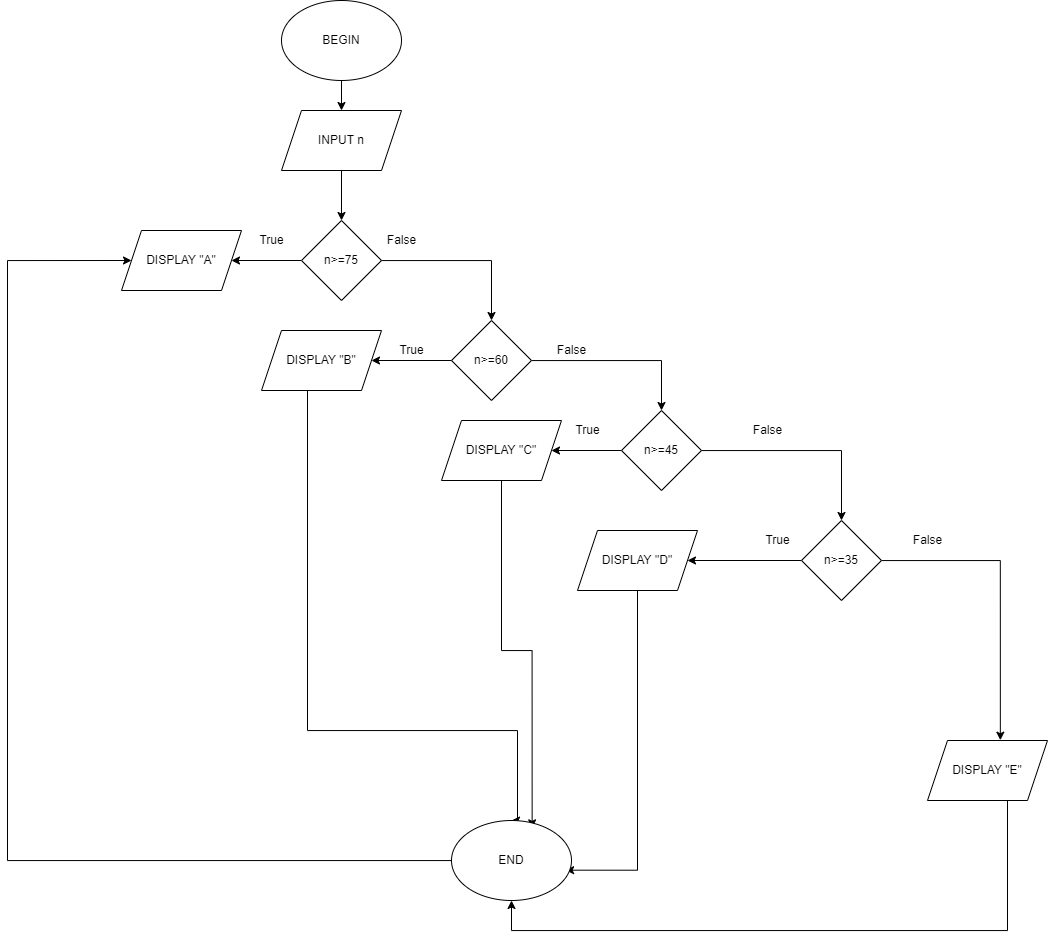 BEGIN
INPUT n
True
False
DISPLAY "A"
n>=75
DISPLAY "B"
True
n>=60
False
DISPLAY "C"
True
n>=45
False
DISPLAY "D"
True
n>=35
False
DISPLAY "E"
END